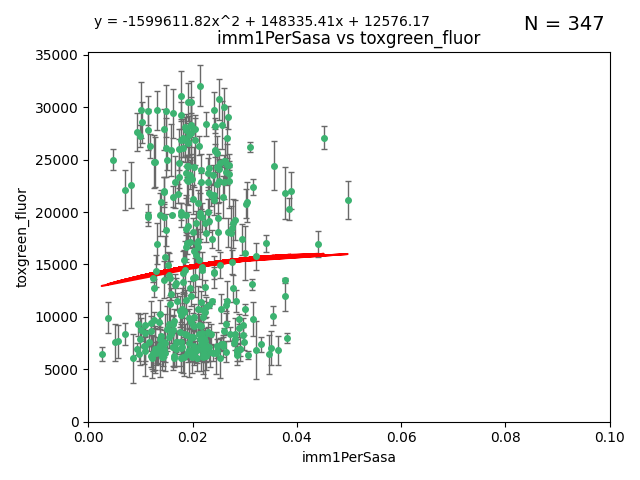 y = -1599611.82x^2 + 148335.41x + 12576.17
N = 347
imm1PerSasa vs toxgreen_fluor
35000
30000
25000
20000
15000
10000
5000
0
toxgreen_fluor
0.00 0.02 0.04 0.06 0.08 0.10
imm1PerSasa